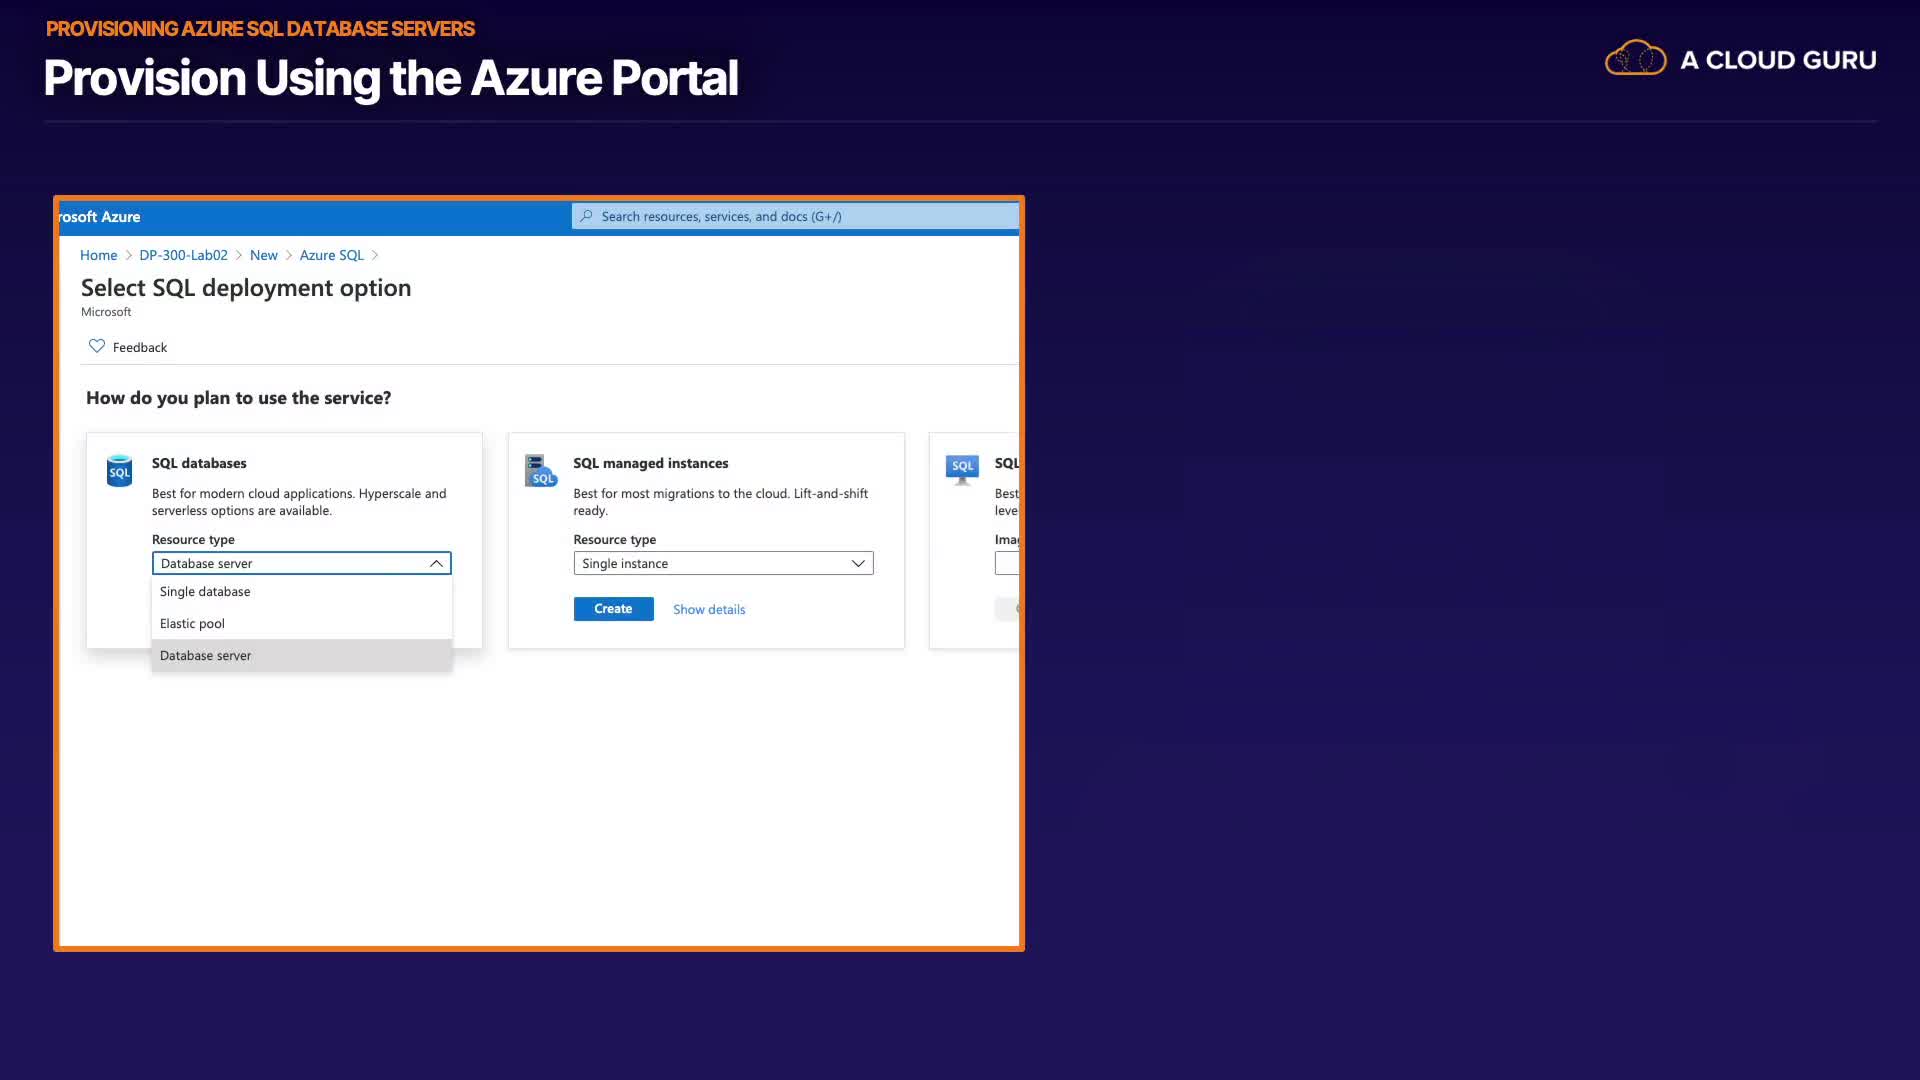 PROVISIONING AZURE SQL DATABASE SERVERS
Provision Using the Azure Portal
A CLOUD GURU
rosoft Azure
Search resources, services, and docs (G+/)
Home > DP-300-Lab02 > New > Azure SQL >
Select SQL deployment option
Microsoft
Feedback
How do you plan to use the service?
SQL
SQL databases
Best for modern cloud applications. Hyperscale and
serverless options are available.
Resource type
Database server
Single database
Elastic pool
Database server
SQL
SQL managed instances
Best for most migrations to the cloud. Lift-and-shift
ready.
Resource type
Single instance
Create
Show details
SQL
SQL
Best
leve
Imag